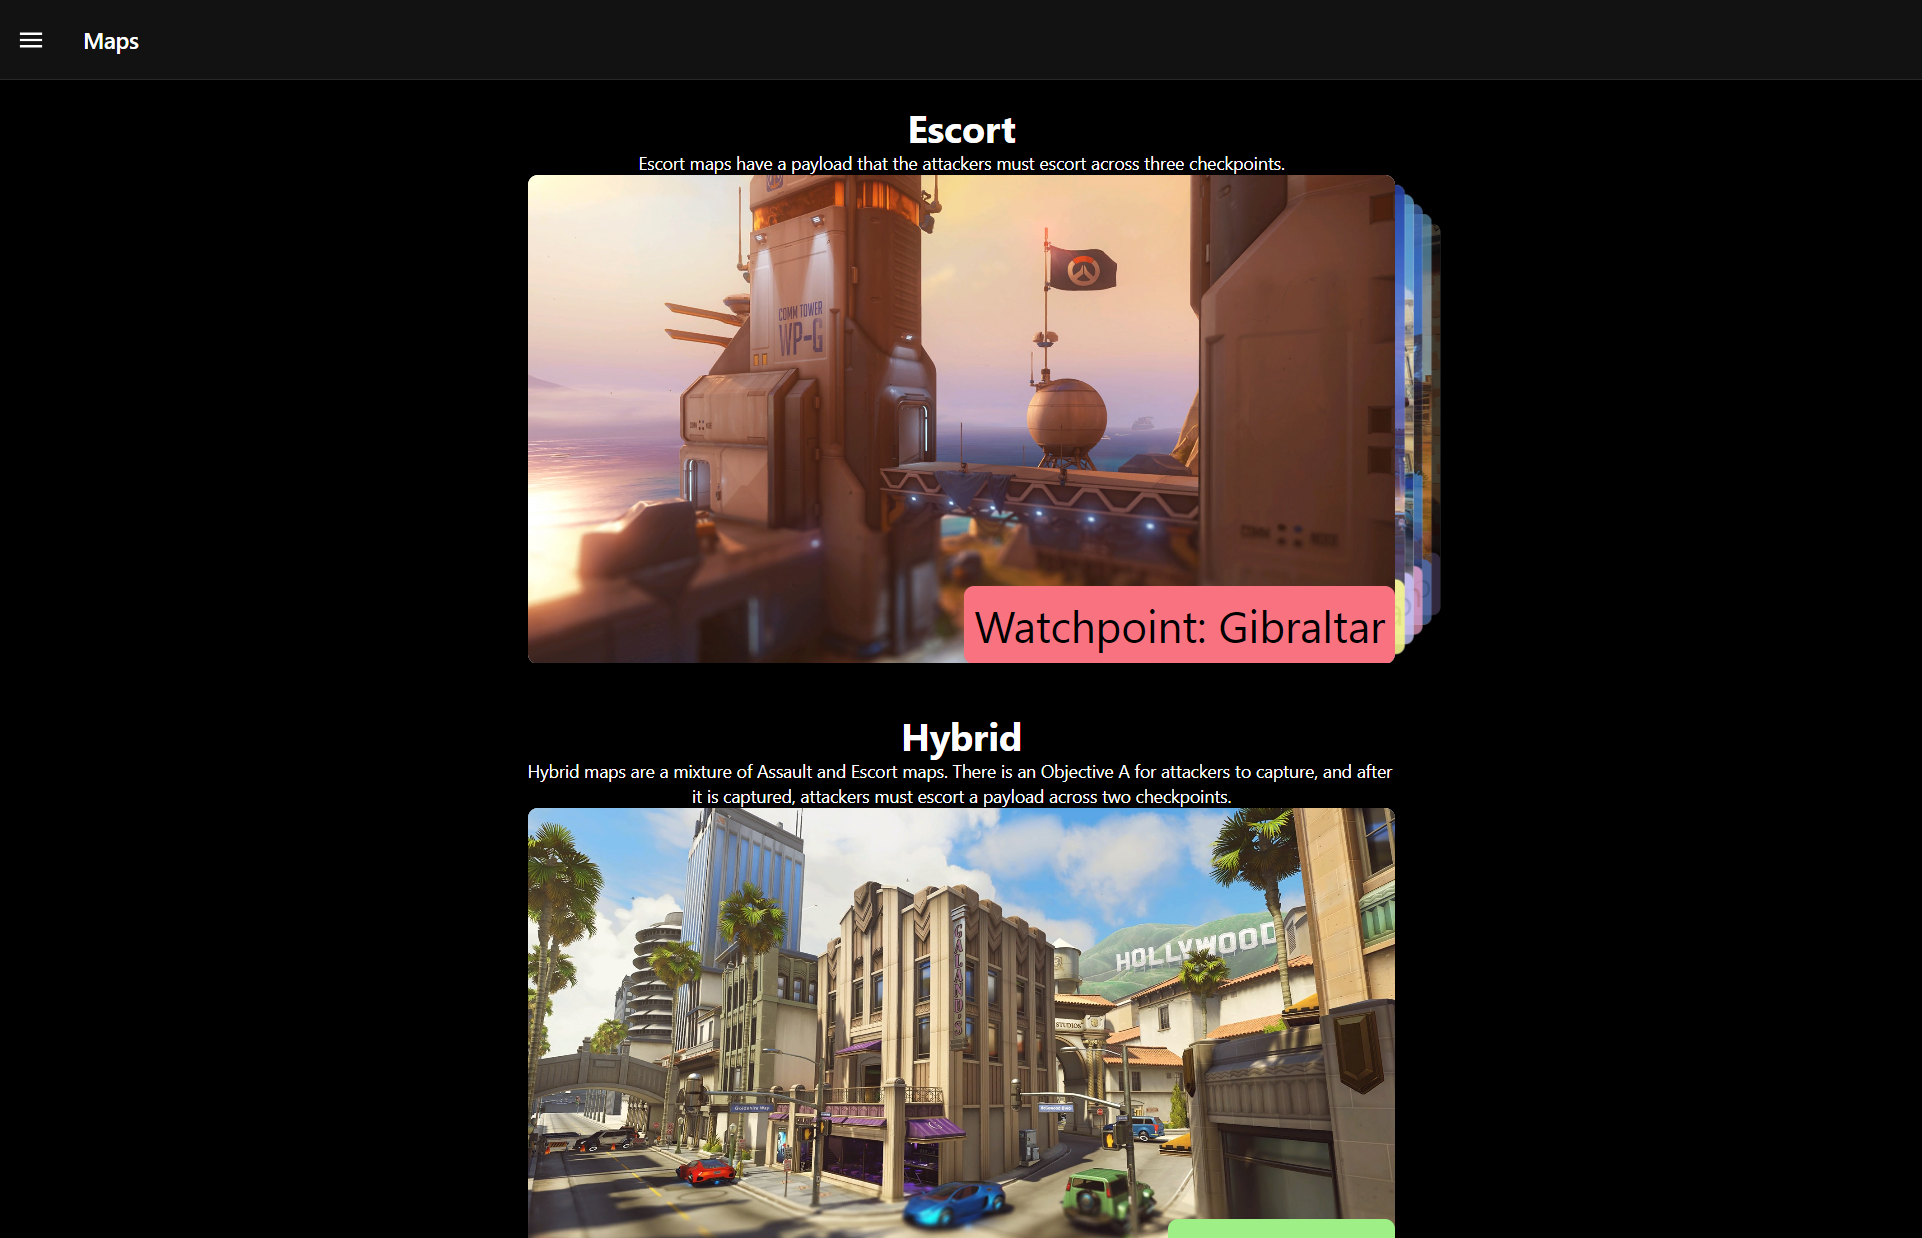 Maps
Escort
Escort maps have a payload that the attackers must escort across three checkpoints.
COMM TOWER
WP-G
Watchpoint: Gibraltar
Hybrid
Hybrid maps are a mixture of Assault and Escort maps. There is an Objective A for attackers to capture, and after
it is captured, attackers must escort a payload across two checkpoints.
HOLLYWOOD
GALAND'S
STUDIOS